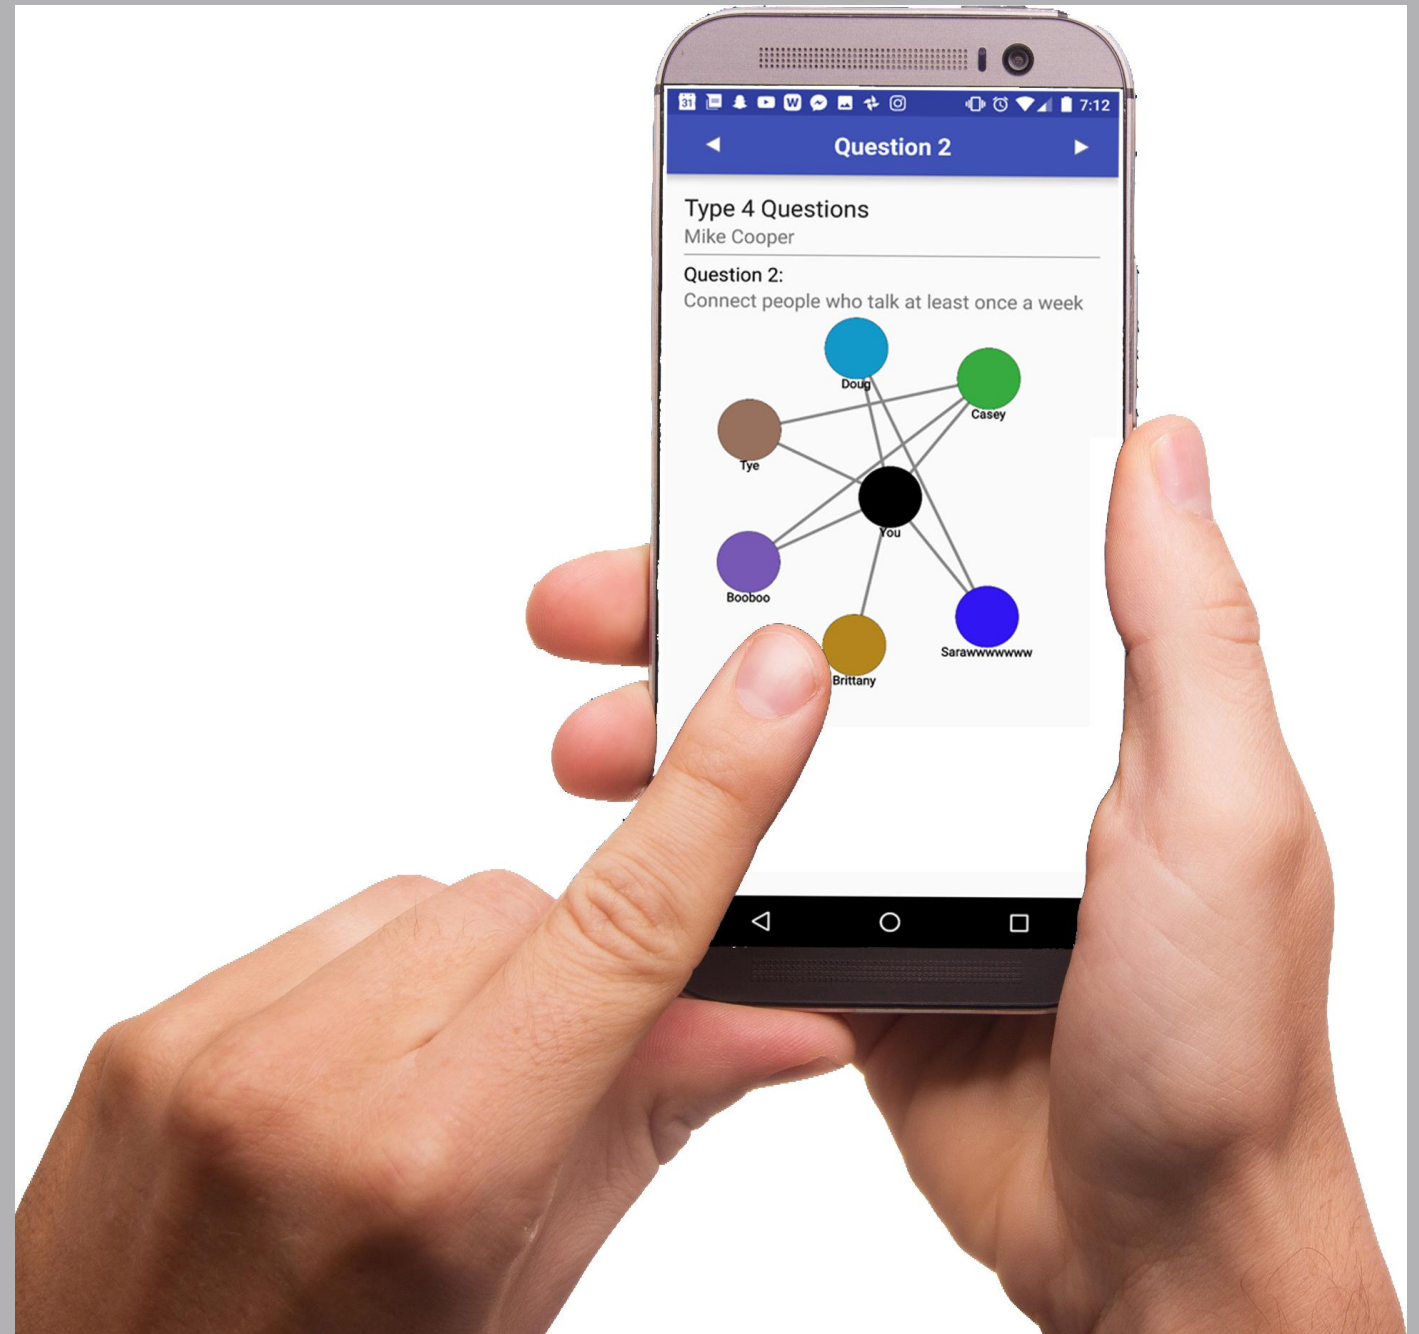 31
W
7:12
Question 2
Type 4 Questions
Mike Cooper
Question 2:
Connect people who talk at least once a week
Doug
Casey
Tye
You
Booboo
Sarawwwwwww
Brittany